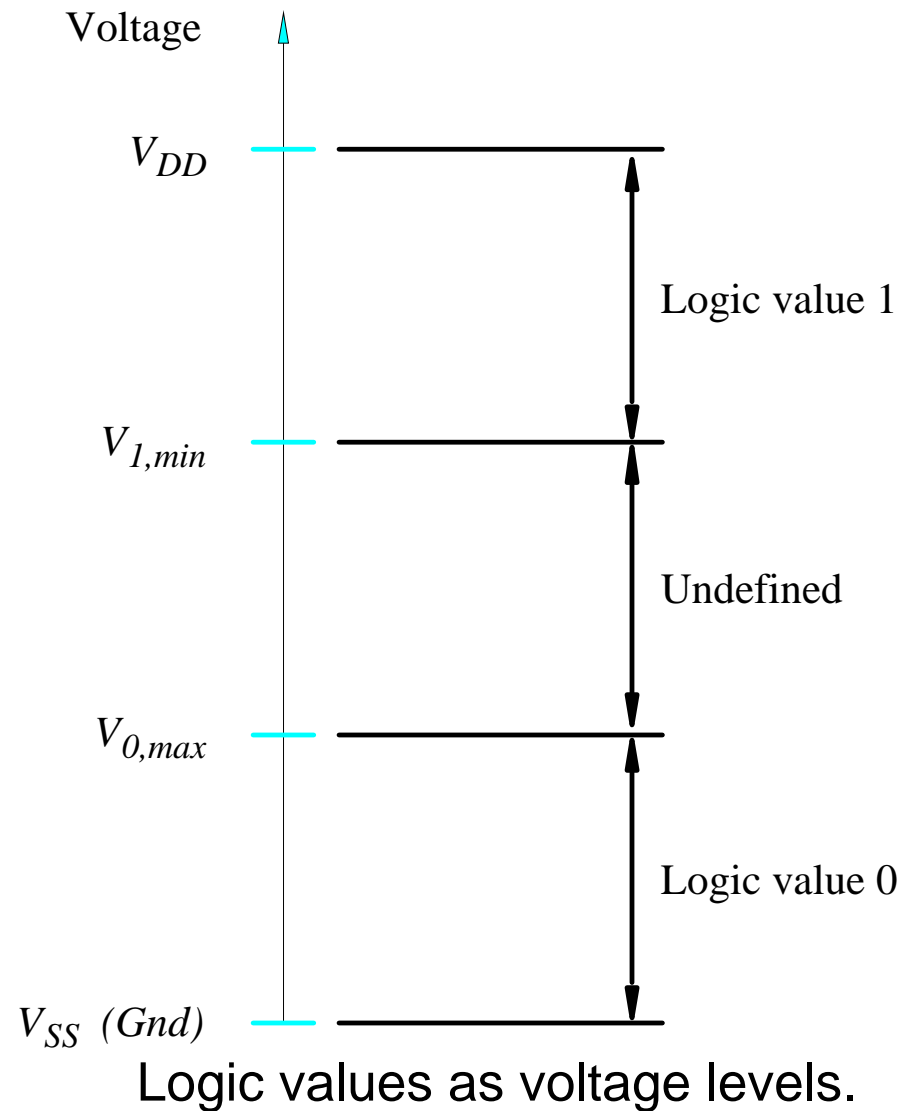 Voltage
V_DD
Logic value 1
V_1,min
Undefined
V_0,max
Logic value 0
V_SS (Gnd)
Logic values as voltage levels.